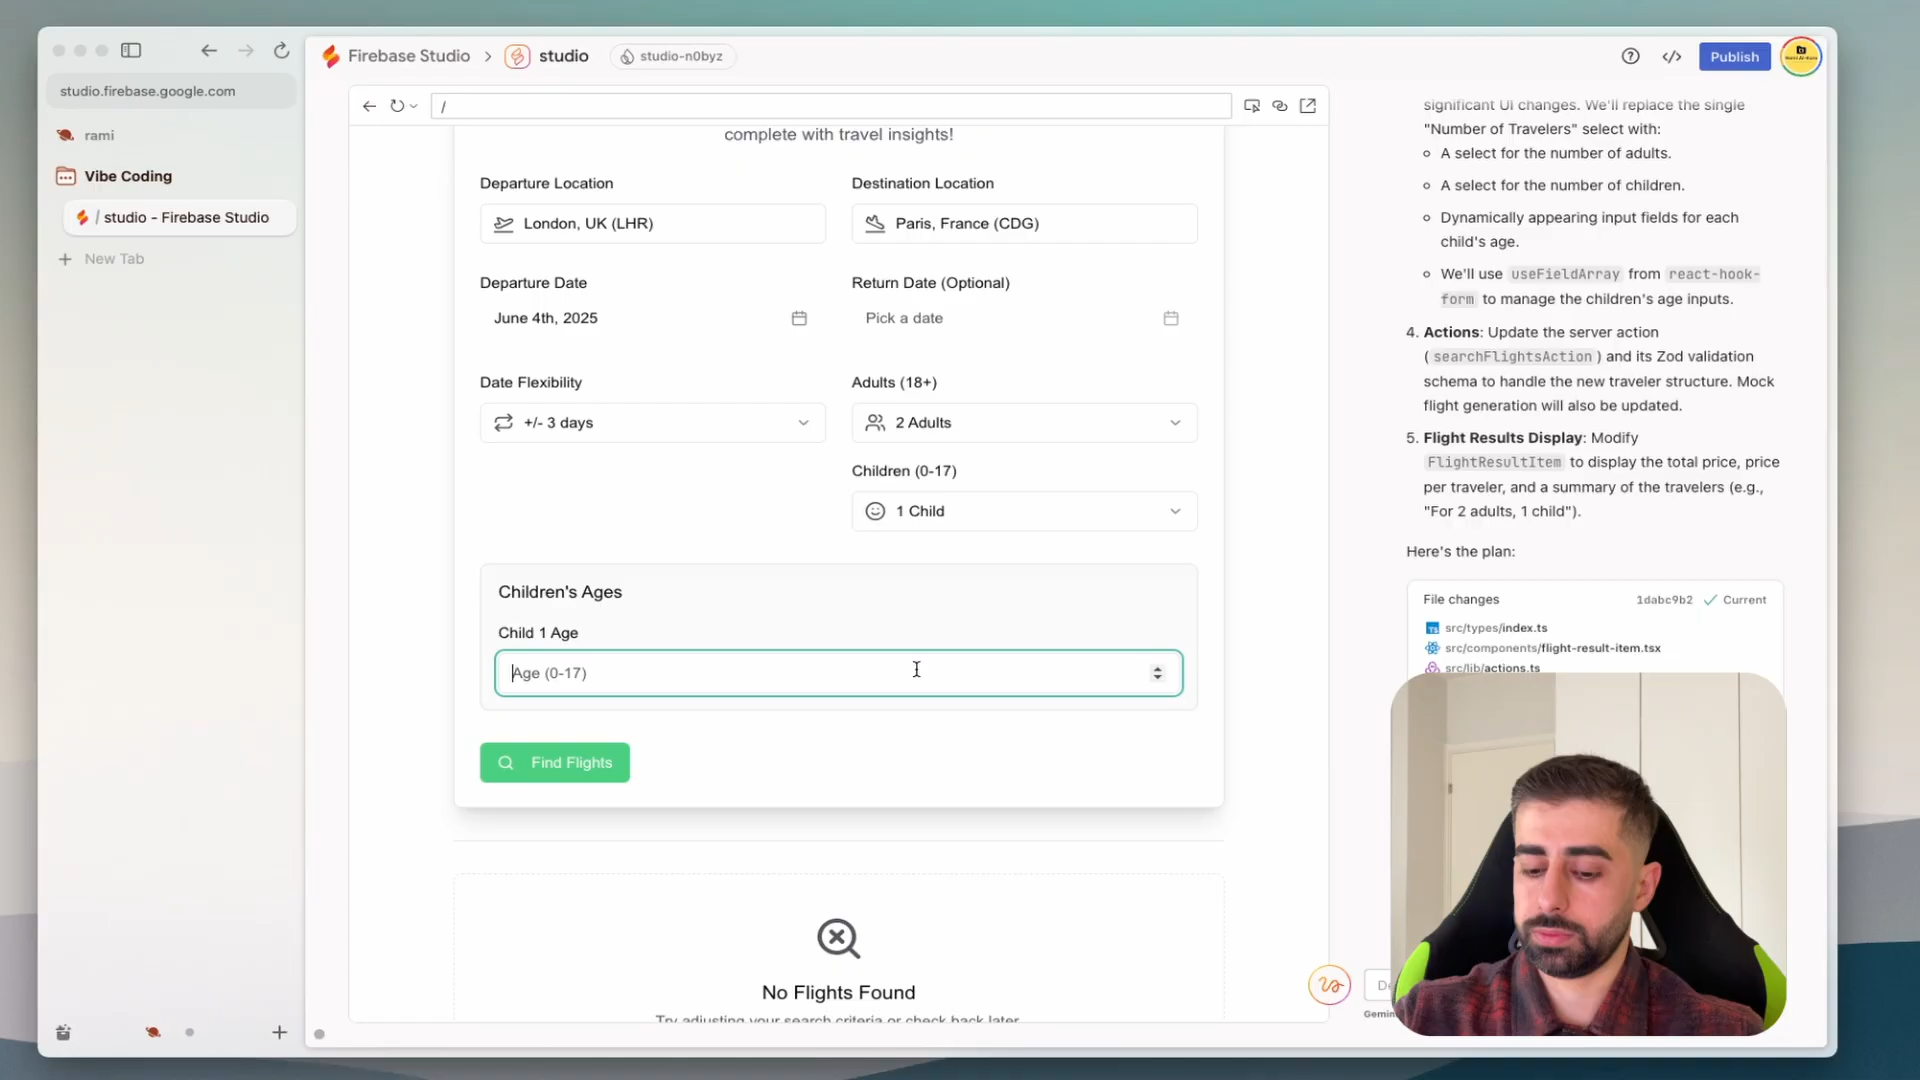 studio.firebase.google.com
rami
Vibe Coding
/ studio - Firebase Studio
New Tab
Firebase Studio > studio studio-n0byz
Publish
/
complete with travel insights!
Departure Location
London, UK (LHR)
Destination Location
Paris, France (CDG)
Departure Date
June 4th, 2025
Return Date (Optional)
Pick a date
Date Flexibility
+/- 3 days
Adults (18+)
2 Adults
Children (0-17)
1 Child
Children's Ages
Child 1 Age
Age (0-17)
Find Flights
No Flights Found
Try adjusting your search criteria or check back later.
significant UI changes. We'll replace the single
"Number of Travelers" select with:
A select for the number of adults.
A select for the number of children.
Dynamically appearing input fields for each
child's age.
We'll use useFieldArray from react-hook-
form to manage the children's age inputs.
4. Actions: Update the server action
( searchFlightsAction ) and its Zod validation
schema to handle the new traveler structure. Mock
flight generation will also be updated.
5. Flight Results Display: Modify
FlightResultItem to display the total price, price
per traveler, and a summary of the travelers (e.g.,
"For 2 adults, 1 child").
Here's the plan:
File changes 1dabc9b2 Current
src/types/index.ts
src/components/flight-result-item.tsx
src/lib/actions.ts